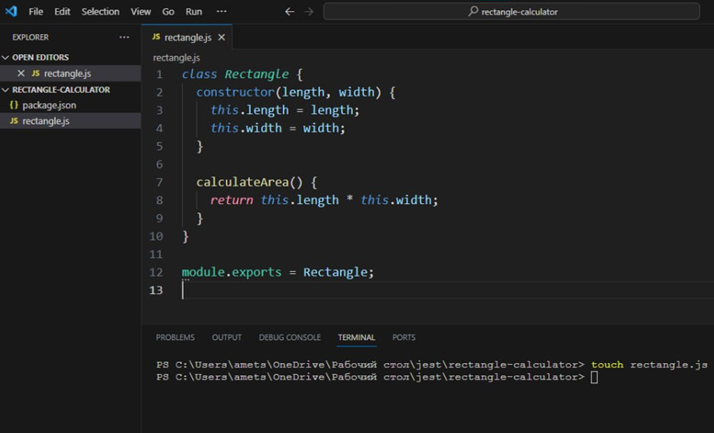 File Edit Selection View Go Run ··· ← → rectangle-calculator
EXPLORER ···
OPEN EDITORS
JS rectangle.js
RECTANGLE-CALCULATOR
{} package.json
JS rectangle.js
JS rectangle.js
rectangle.js
1 class Rectangle {
2 constructor(length, width) {
3 this.length = length;
4 this.width = width;
5 }
6
7 calculateArea() {
8 return this.length * this.width;
9 }
10 }
11
12 module.exports = Rectangle;
13
PROBLEMS OUTPUT DEBUG CONSOLE TERMINAL PORTS
PS C:\Users\amets\OneDrive\Рабочий стол\jest\rectangle-calculator> touch rectangle.js
PS C:\Users\amets\OneDrive\Рабочий стол\jest\rectangle-calculator>